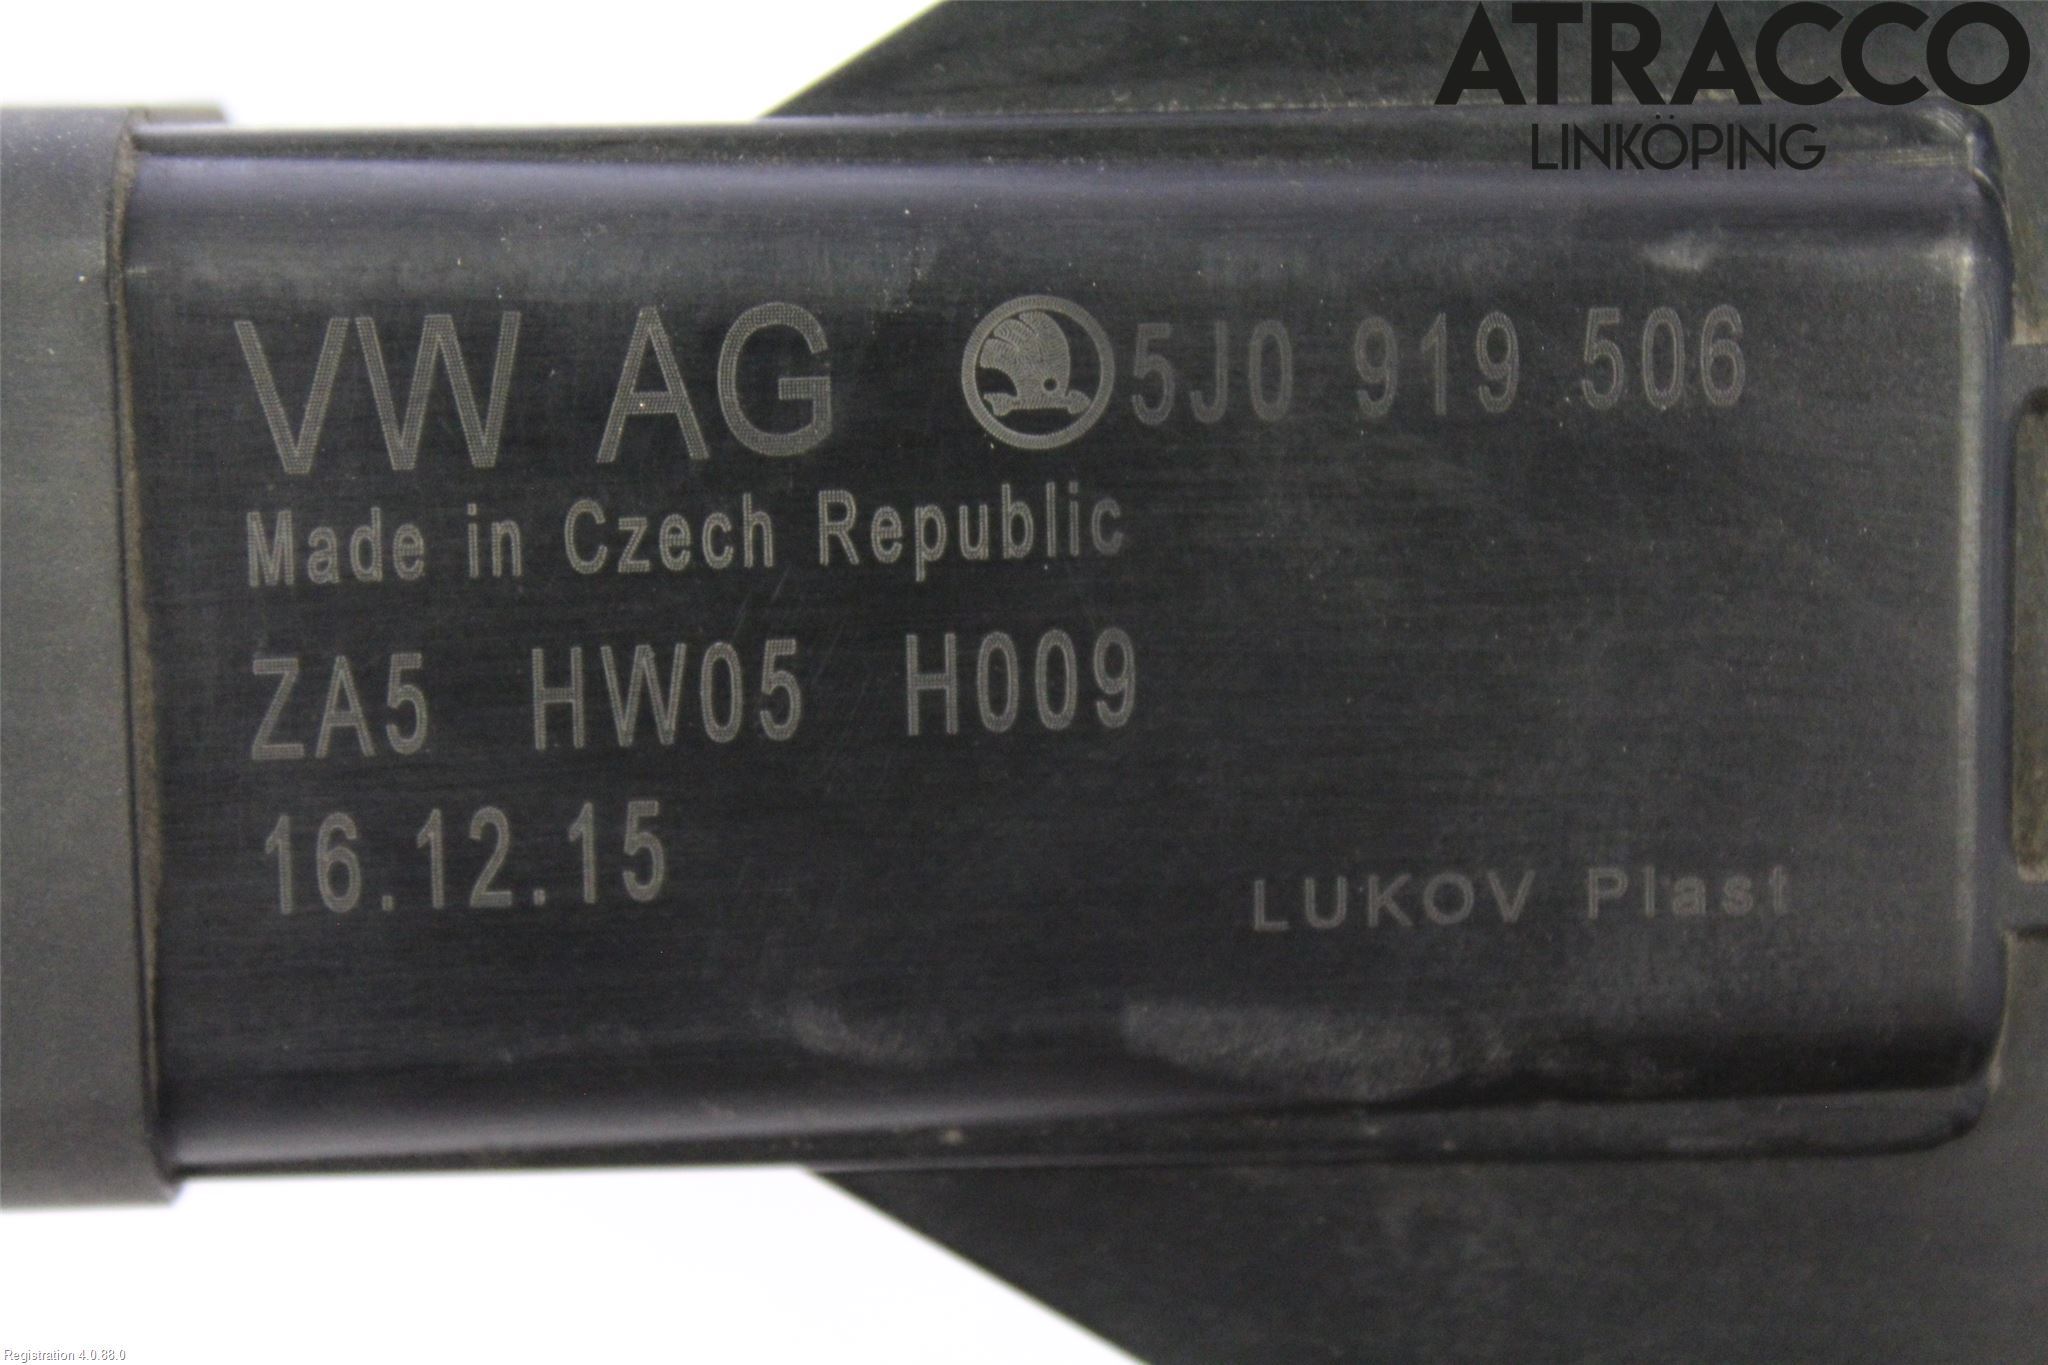 ATRACCO
LINKÖPING
VW AG 5J0 919 506
Made in Czech Republic
ZA5 HW05 H009
16.12.15
LUKOV Plast
Registration 4.0.88.0